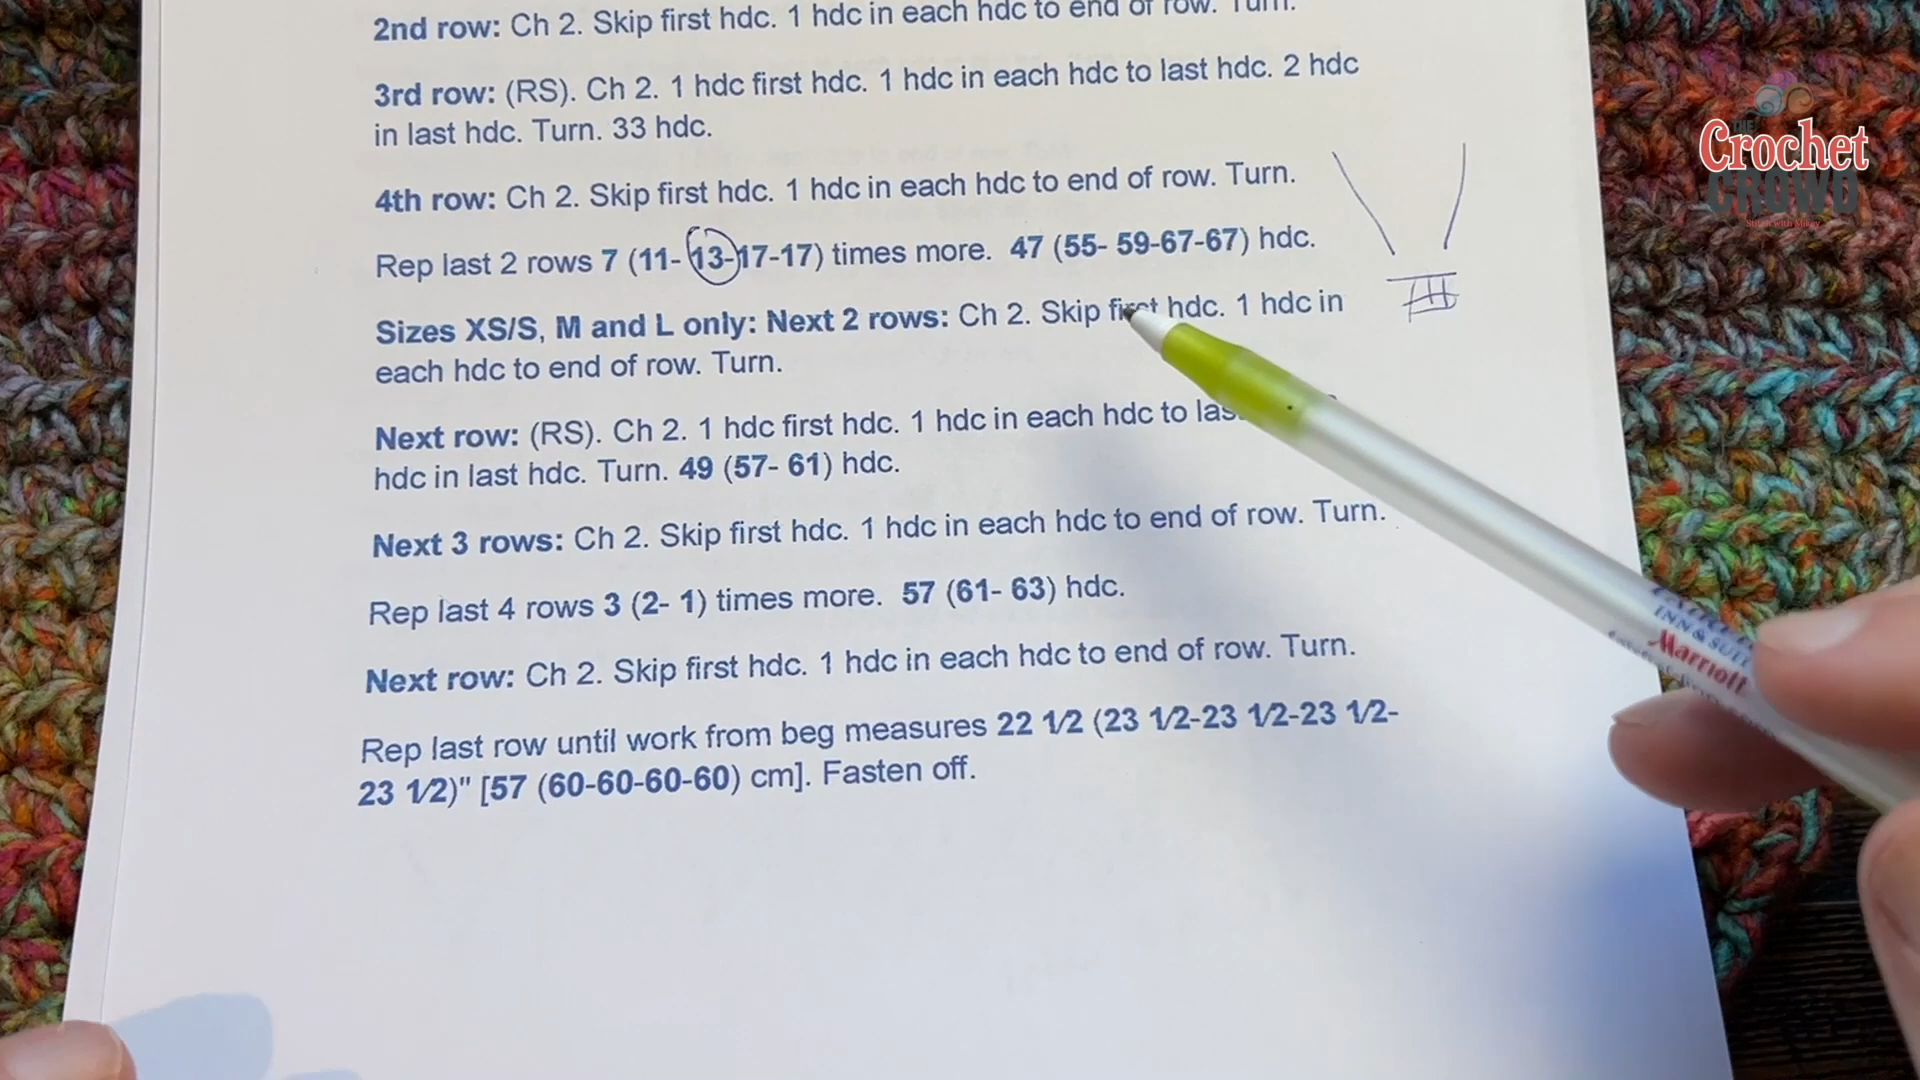 2nd row: Ch 2. Skip first hdc. 1 hdc in each hdc to end of row. Turn.
3rd row: (RS). Ch 2. 1 hdc first hdc. 1 hdc in each hdc to last hdc. 2 hdc
in last hdc. Turn. 33 hdc.
4th row: Ch 2. Skip first hdc. 1 hdc in each hdc to end of row. Turn.
Rep last 2 rows 7 (11- 13-17-17) times more. 47 (55- 59-67-67) hdc.
Sizes XS/S, M and L only: Next 2 rows: Ch 2. Skip first hdc. 1 hdc in
each hdc to end of row. Turn.
Next row: (RS). Ch 2. 1 hdc first hdc. 1 hdc in each hdc to
hdc in last hdc. Turn. 49 (57- 61) hdc.
Next 3 rows: Ch 2. Skip first hdc. 1 hdc in each hdc to end of row. Turn.
Rep last 4 rows 3 (2- 1) times more. 57 (61- 63) hdc.
Next row: Ch 2. Skip first hdc. 1 hdc in each hdc to end of row. Turn.
Rep last row until work from beg measures 22 1/2 (23 1/2-23 1/2-23 1/2-
23 1/2)" [57 (60-60-60-60) cm]. Fasten off.
THE
Crochet
CROWD
Stitch with Mikey
INN & SUIT
Marriott